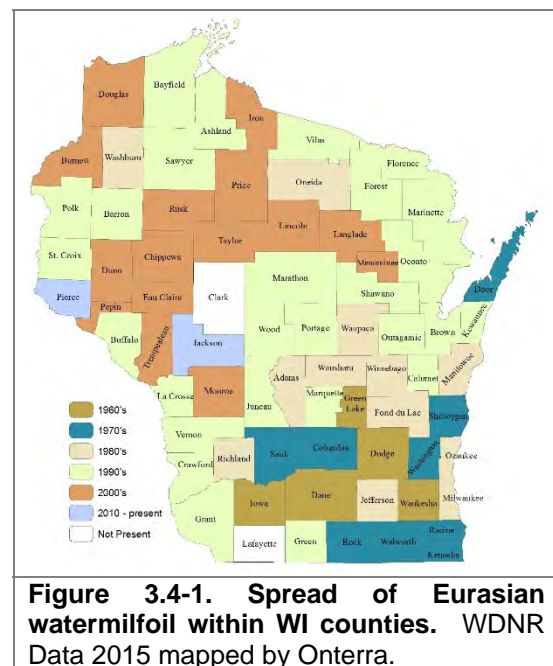 Bayfield
Douglas
Ashland
Iron
Vilas
Florence
Burnett
Washburn
Sawyer
Oneida
Forest
Price
Marinette
Polk
Barron
Rusk
Lincoln
Langlade
Taylor
St. Croix
Chippewa
Menominee
Oconto
Dunn
Door
Marathon
Pierce
Clark
Shawano
Pepin
Eau Claire
Kewaunee
Buffalo
Trempealeau
Wood
Portage
Waupaca
Outagamie
Brown
Jackson
Manitowoc
Waushara
Winnebago
Adams
Calumet
La Crosse
Monroe
Juneau
Marquette
Green
Lake
Fond du Lac
Sheboygan
Vernon
Richland
Sauk
Columbia
Dodge
Washington
Ozaukee
Crawford
Iowa
Dane
Jefferson
Waukesha
Milwaukee
Grant
Lafayette
Green
Rock
Walworth
Racine
Kenosha
1960's
1970's
1980's
1990's
2000's
2010 - present
Not Present
Figure 3.4-1. Spread of Eurasian
watermilfoil within WI counties. WDNR
Data 2015 mapped by Onterra.